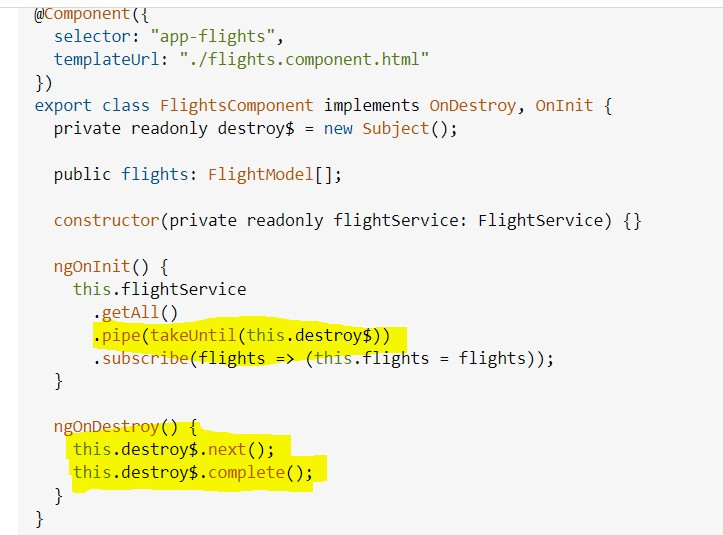 @Component({
  selector: "app-flights",
  templateUrl: "./flights.component.html"
})
export class FlightsComponent implements OnDestroy, OnInit {
  private readonly destroy$ = new Subject();

  public flights: FlightModel[];

  constructor(private readonly flightService: FlightService) {}

  ngOnInit() {
    this.flightService
      .getAll()
      .pipe(takeUntil(this.destroy$))
      .subscribe(flights => (this.flights = flights));
  }

  ngOnDestroy() {
    this.destroy$.next();
    this.destroy$.complete();
  }
}